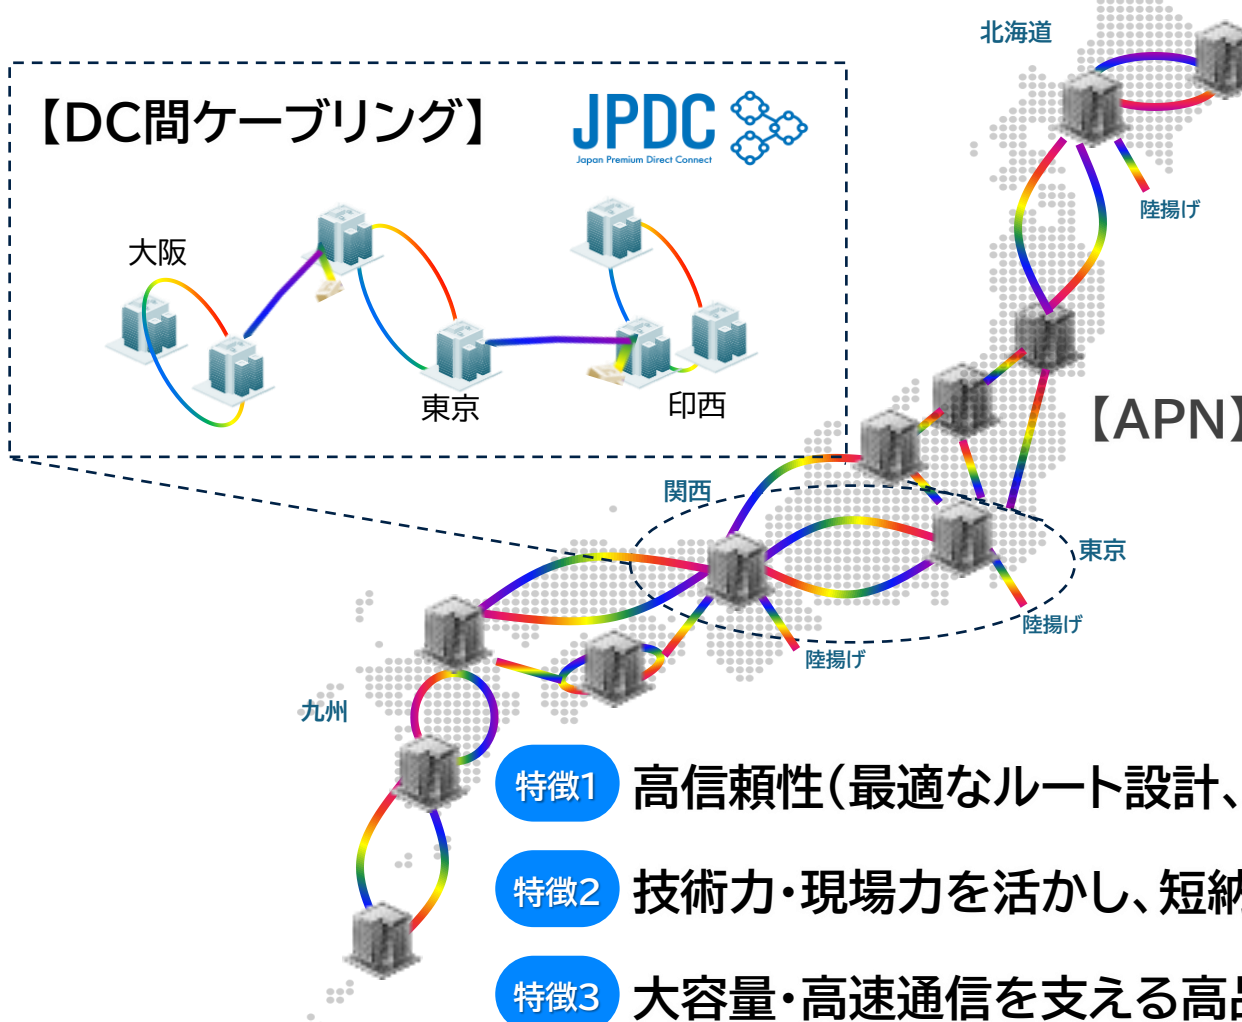 北海道
【DC間ケーブリング】
JPDC
Japan Premium Direct Connect
陸揚げ
大阪
東京
印西
【APN】
関西
東京
陸揚げ
陸揚げ
九州
特徴1 高信頼性(最適なルート設計、
特徴2 技術力・現場力を活かし、短納
特徴3 大容量・高速通信を支える高品